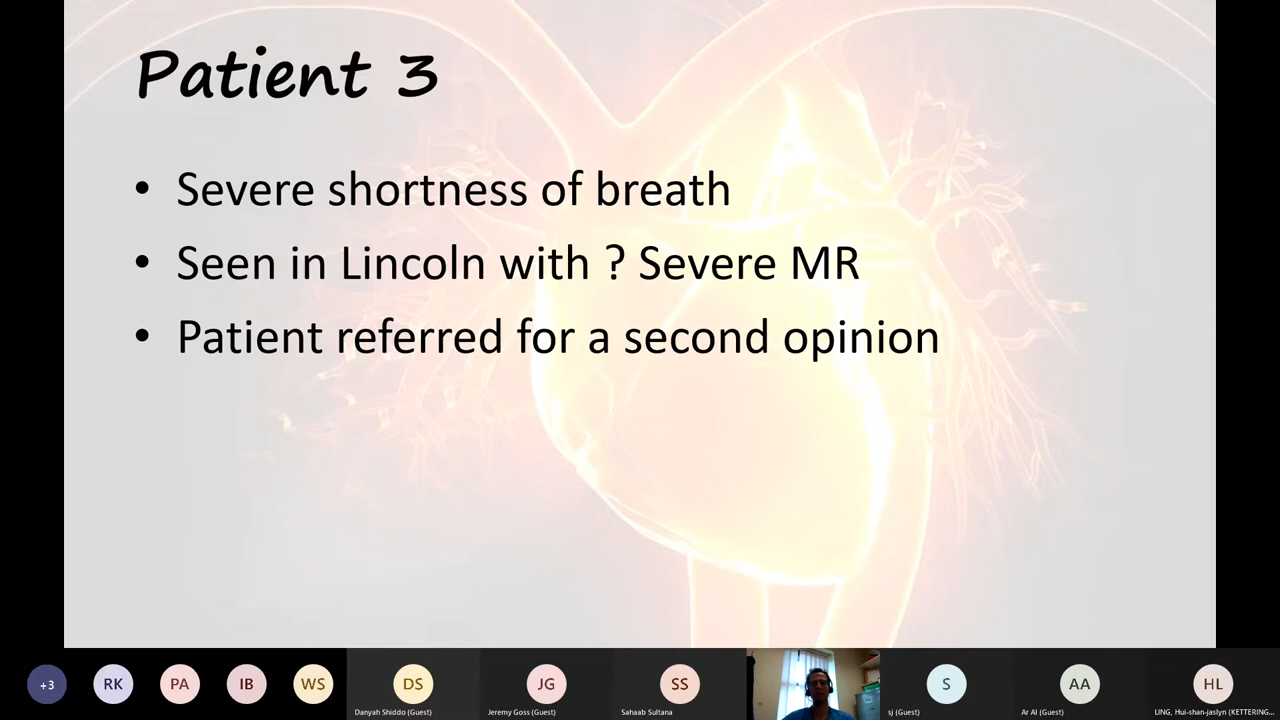 Patient 3
• Severe shortness of breath
• Seen in Lincoln with ? Severe MR
• Patient referred for a second opinion
+3
RK
PA
IB
WS
DS
JG
SS
S
AA
HL
Danyah Shiddo (Guest)
Jeremy Goss (Guest)
Sahaab Sultana
sj (Guest)
Ar Al (Guest)
LING, Hui-shan-jaslyn (KETTERING...